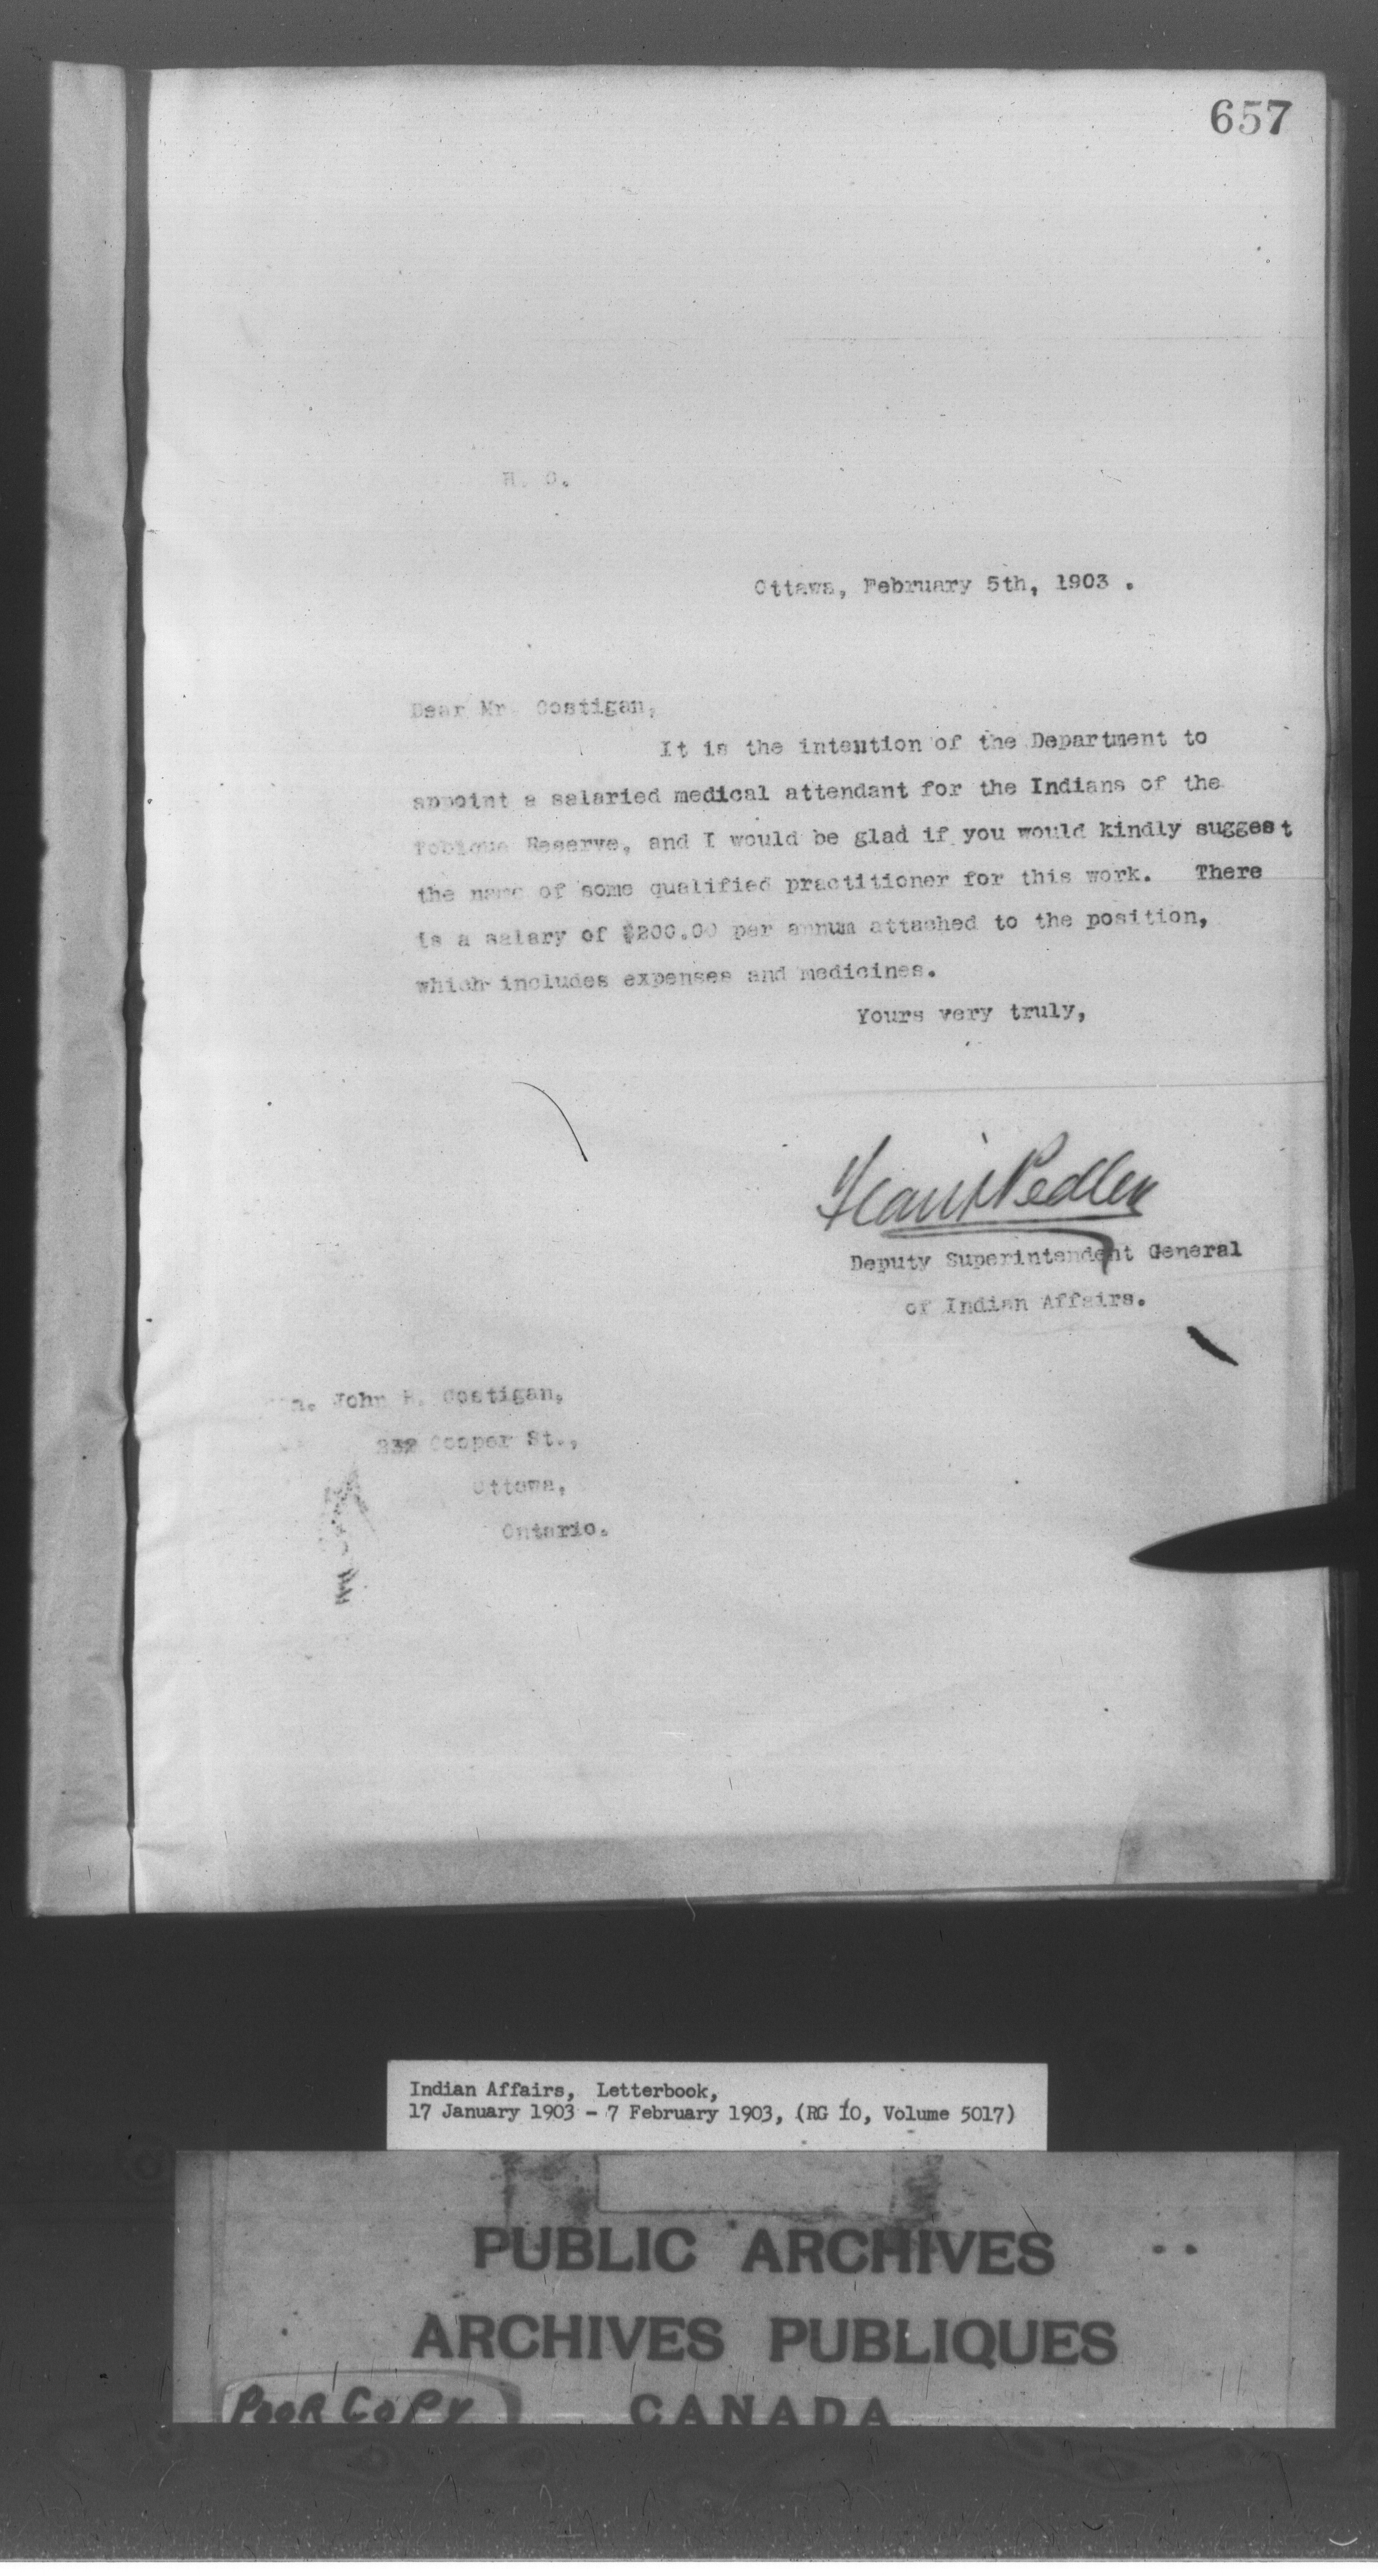 657
H. C.
Ottawa, February 5th, 1903 .
Dear Mr. Costigan,
It is the intention of the Department to
appoint a salaried medical attendant for the Indians of the
Tobique Reserve, and I would be glad if you would kindly suggest
the name of some qualified practitioner for this work. There
is a salary of $200.00 per annum attached to the position,
which includes expenses and medicines.
Yours very truly,
Frank Pedley
Deputy Superintendent General
of Indian Affairs.
John Costigan,
232 Cooper St.,
Ottawa,
Ontario.
Indian Affairs, Letterbook,
17 January 1903 - 7 February 1903, (RG 10, Volume 5017)
PUBLIC ARCHIVES
ARCHIVES PUBLIQUES
POOR COPY CANADA